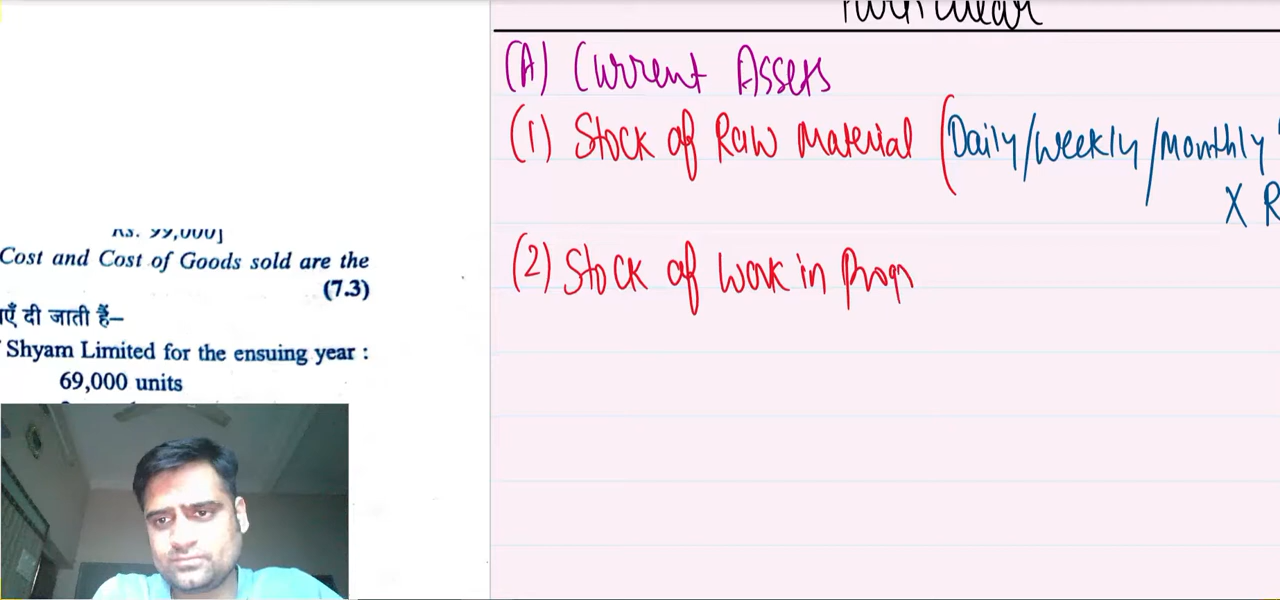 Rs. 99,000]
Cost and Cost of Goods sold are the
(7.3)
एँ दी जाती हैं–
Shyam Limited for the ensuing year :
69,000 units
Particular
(A) Current Assets
(1) Stock of Raw Material (Daily/Weekly/Monthly
X R
(2) Stock of Work in Progr